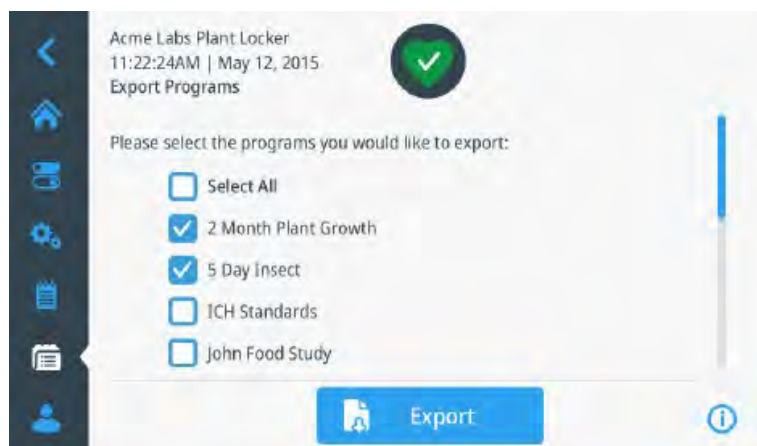 Acme Labs Plant Locker
11:22:24AM | May 12, 2015
Export Programs
Please select the programs you would like to export:
Select All
2 Month Plant Growth
5 Day Insect
ICH Standards
John Food Study
Export